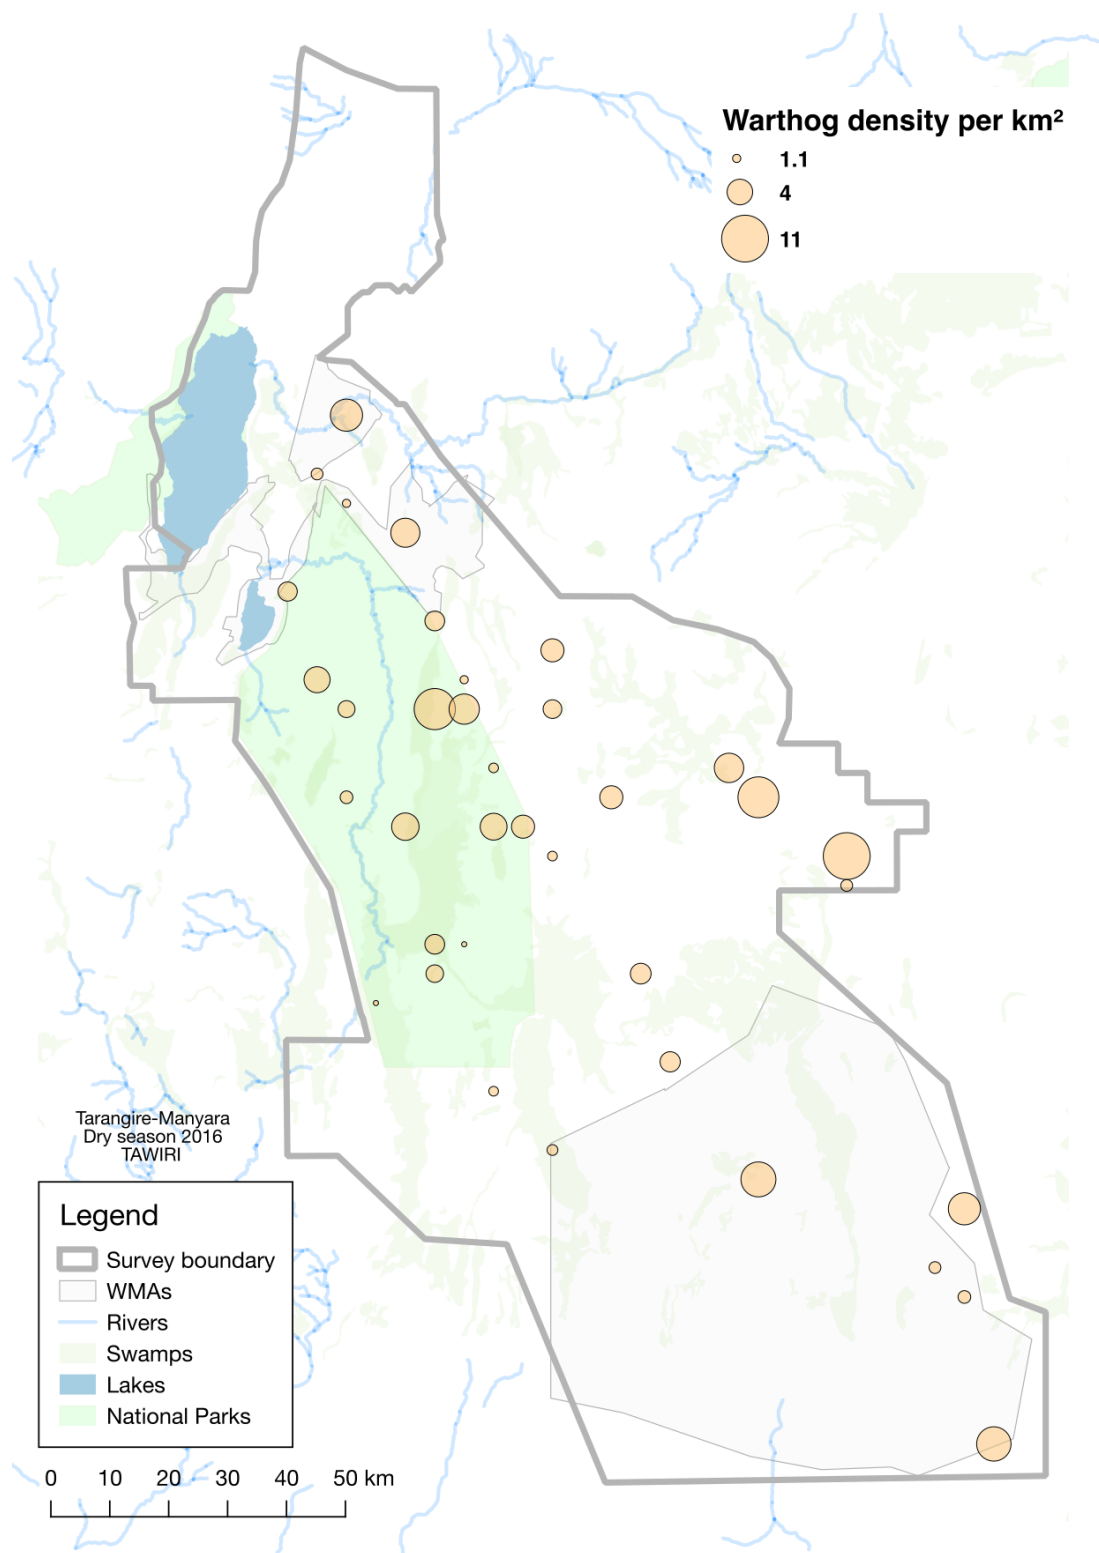 Warthog density per km²
1.1
4
11
Tarangire-Manyara
Dry season 2016
TAWIRI
Legend
Survey boundary
WMAs
Rivers
Swamps
Lakes
National Parks
0 10 20 30 40 50 km